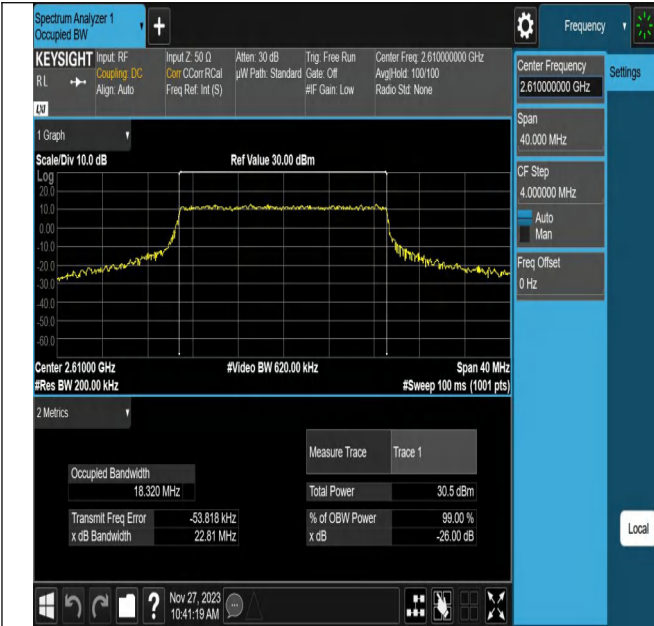 Spectrum Analyzer 1
Occupied BW
+
Frequency
KEYSIGHT
RL
LXI
Input: RF
Coupling: DC
Align: Auto
Input Z: 50 Ω
Corr CCorr RCal
Freq Ref: Int (S)
Atten: 30 dB
µW Path: Standard
Trig: Free Run
Gate: Off
#IF Gain: Low
Center Freq: 2.610000000 GHz
Avg|Hold: 100/100
Radio Std: None
Center Frequency
2.610000000 GHz
Settings
Span
40.000 MHz
CF Step
4.000000 MHz
Auto
Man
Freq Offset
0 Hz
Local
1 Graph
Scale/Div 10.0 dB
Ref Value 30.00 dBm
Log
20.0
10.0
0.00
-10.0
-20.0
-30.0
-40.0
-50.0
-60.0
Center 2.61000 GHz
#Video BW 620.00 kHz
Span 40 MHz
#Res BW 200.00 kHz
#Sweep 100 ms (1001 pts)
2 Metrics
Measure Trace
Trace 1
Occupied Bandwidth
18.320 MHz
Total Power
30.5 dBm
Transmit Freq Error
-53.818 kHz
% of OBW Power
99.00 %
x dB Bandwidth
22.81 MHz
x dB
-26.00 dB
?
Nov 27, 2023
10:41:19 AM